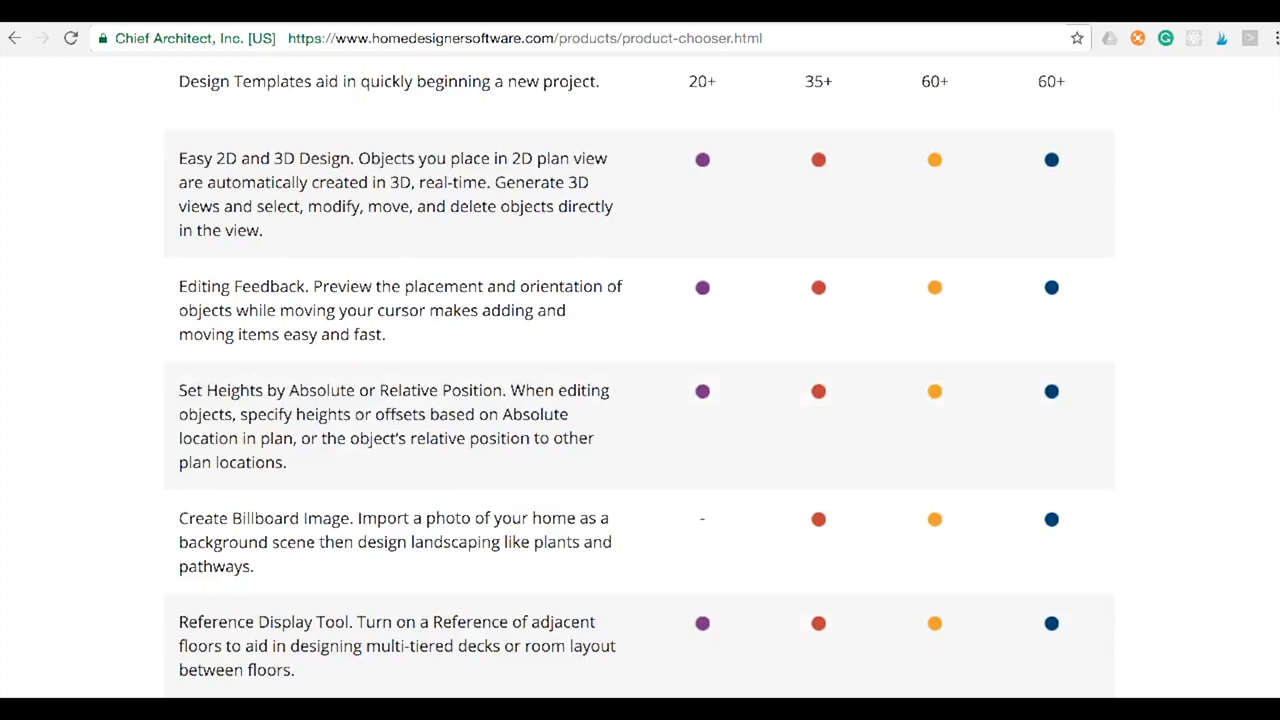 Chief Architect, Inc. [US] https://www.homedesignersoftware.com/products/product-chooser.html
Design Templates aid in quickly beginning a new project. 20+ 35+ 60+ 60+
Easy 2D and 3D Design. Objects you place in 2D plan view
are automatically created in 3D, real-time. Generate 3D
views and select, modify, move, and delete objects directly
in the view.
Editing Feedback. Preview the placement and orientation of
objects while moving your cursor makes adding and
moving items easy and fast.
Set Heights by Absolute or Relative Position. When editing
objects, specify heights or offsets based on Absolute
location in plan, or the object's relative position to other
plan locations.
Create Billboard Image. Import a photo of your home as a -
background scene then design landscaping like plants and
pathways.
Reference Display Tool. Turn on a Reference of adjacent
floors to aid in designing multi-tiered decks or room layout
between floors.